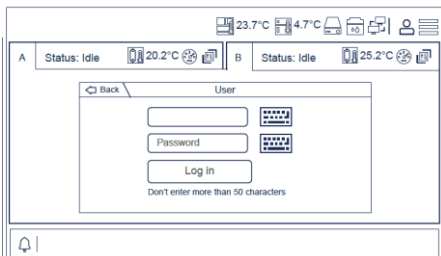 23.7°C 4.7°C
A Status: Idle 20.2°C B Status: Idle 25.2°C
Back User
Password
Log in
Don't enter more than 50 characters